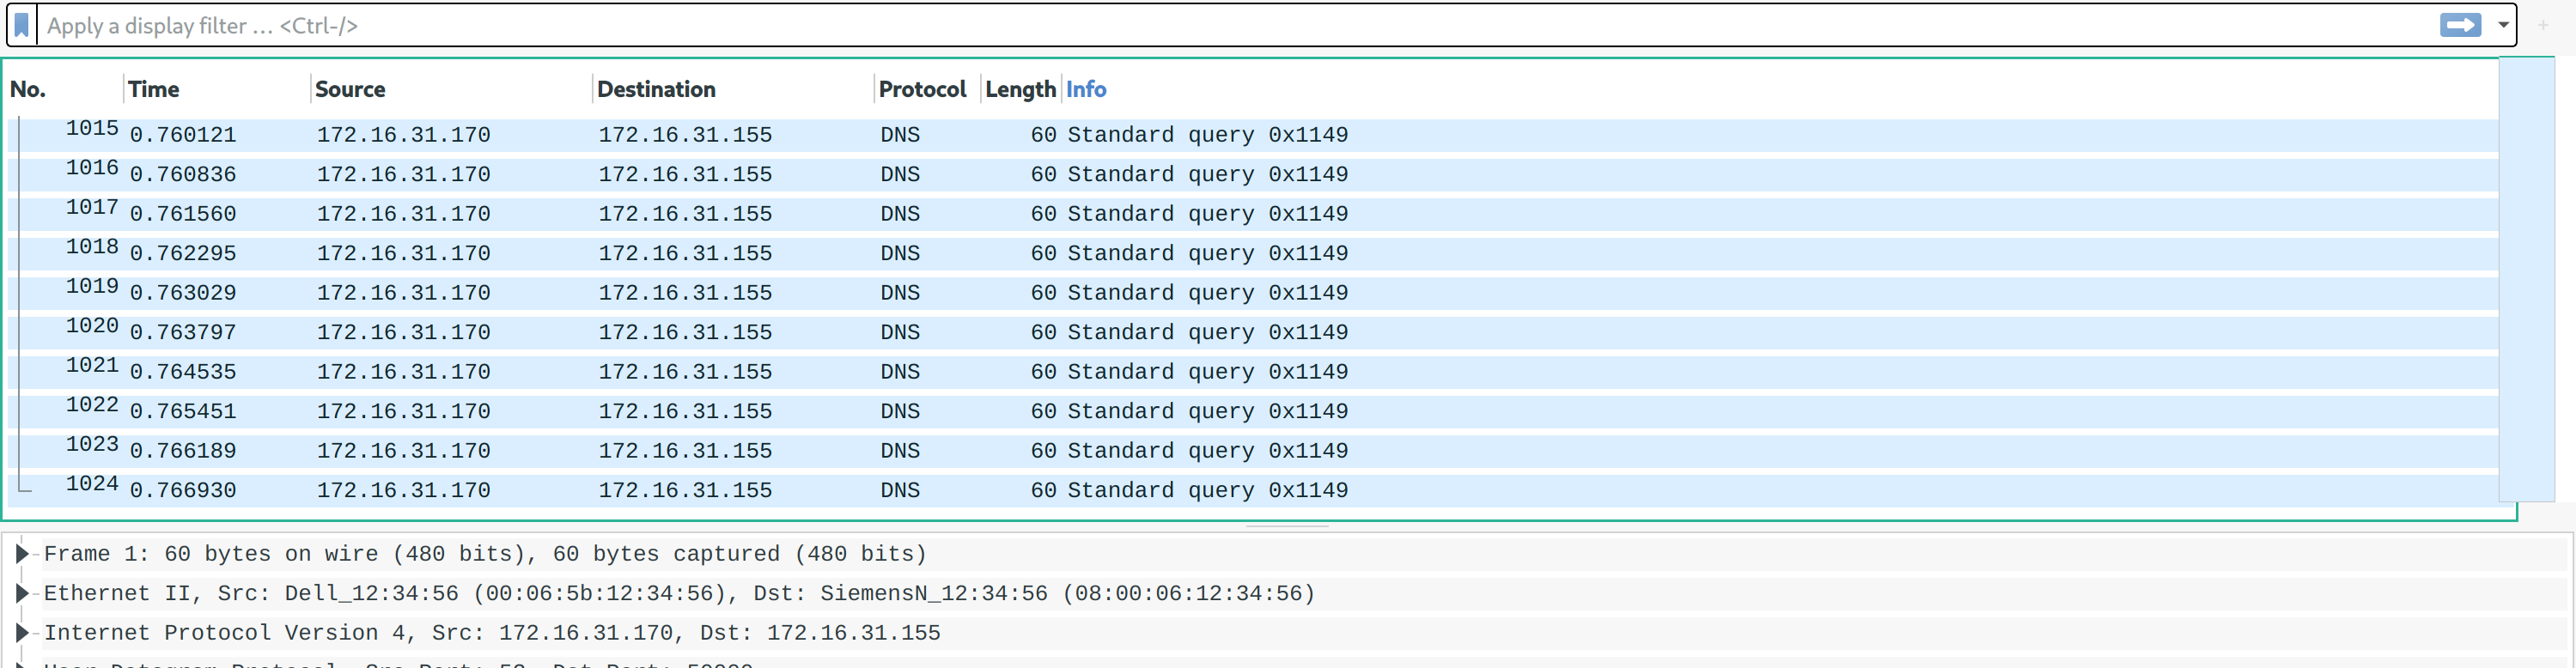 Apply a display filter … <Ctrl-/>
No. Time Source Destination Protocol Length Info
1015 0.760121 172.16.31.170 172.16.31.155 DNS 60 Standard query 0x1149
1016 0.760836 172.16.31.170 172.16.31.155 DNS 60 Standard query 0x1149
1017 0.761560 172.16.31.170 172.16.31.155 DNS 60 Standard query 0x1149
1018 0.762295 172.16.31.170 172.16.31.155 DNS 60 Standard query 0x1149
1019 0.763029 172.16.31.170 172.16.31.155 DNS 60 Standard query 0x1149
1020 0.763797 172.16.31.170 172.16.31.155 DNS 60 Standard query 0x1149
1021 0.764535 172.16.31.170 172.16.31.155 DNS 60 Standard query 0x1149
1022 0.765451 172.16.31.170 172.16.31.155 DNS 60 Standard query 0x1149
1023 0.766189 172.16.31.170 172.16.31.155 DNS 60 Standard query 0x1149
1024 0.766930 172.16.31.170 172.16.31.155 DNS 60 Standard query 0x1149
Frame 1: 60 bytes on wire (480 bits), 60 bytes captured (480 bits)
Ethernet II, Src: Dell_12:34:56 (00:06:5b:12:34:56), Dst: SiemensN_12:34:56 (08:00:06:12:34:56)
Internet Protocol Version 4, Src: 172.16.31.170, Dst: 172.16.31.155
User Datagram Protocol, Src Port: Dst Port: